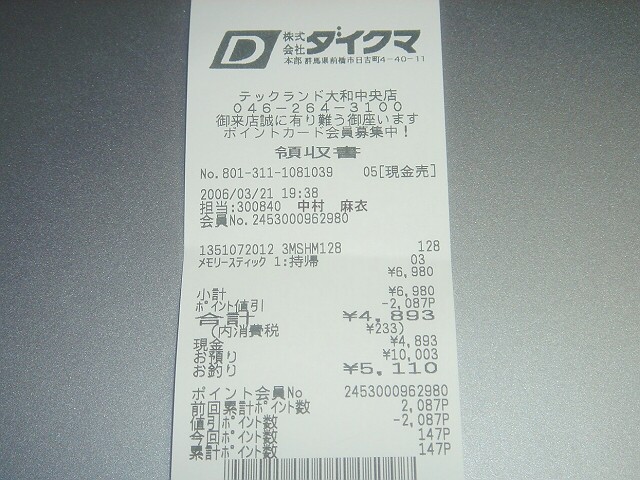 D 株式会社 ダイクマ
本部 群馬県前橋市日吉町4-40-11
テックランド大和中央店
046-264-3100
御来店誠に有り難う御座います
ポイントカード会員募集中!
領収書
No.801-311-1081039 05[現金売]
2006/03/21 19:38
担当:300840 中村 麻衣
会員No.2453000962980
1351072012 3MSHM128 128
メモリースティック 1:持帰 03
¥6,980
小計 ¥6,980
ポイント値引 -2,087P
合計 ¥4,893
(内消費税 ¥233)
現金 ¥4,893
お預り ¥10,003
お釣り ¥5,110
ポイント会員No 2453000962980
前回累計ポイント数 2,087P
値引ポイント数 -2,087P
今回ポイント数 147P
累計ポイント数 147P